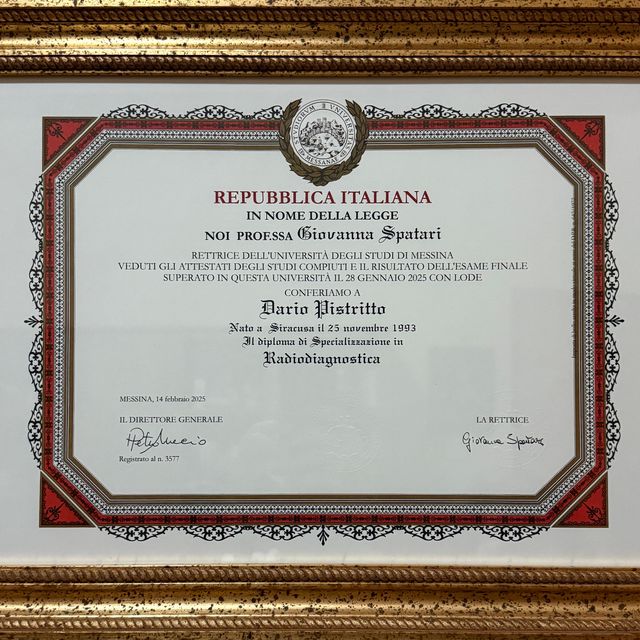 REPUBBLICA ITALIANA
IN NOME DELLA LEGGE
NOI PROF.SSA Giovanna Spatari
RETTRICE DELL'UNIVERSITÀ DEGLI STUDI DI MESSINA
VEDUTI GLI ATTESTATI DEGLI STUDI COMPIUTI E IL RISULTATO DELL'ESAME FINALE
SUPERATO IN QUESTA UNIVERSITÀ IL 28 GENNAIO 2025 CON LODE
CONFERIAMO A
Dario Pistritto
Nato a Siracusa il 25 novembre 1993
Il diploma di Specializzazione in
Radiodiagnostica
MESSINA, 14 febbraio 2025
IL DIRETTORE GENERALE
LA RETTRICE
Giovanna Spatari
Registrato al n. 3577